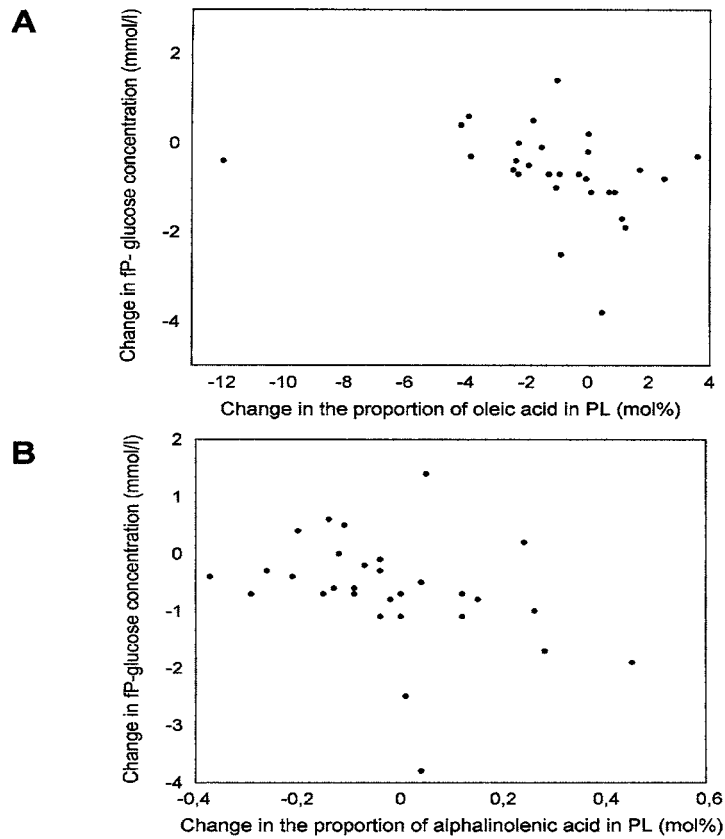 A
Change in fP- glucose concentration (mmol/l)
2
0
-2
-4
-12 -10 -8 -6 -4 -2 0 2 4
Change in the proportion of oleic acid in PL (mol%)
B
Change in fP-glucose concentration (mmol/l)
2
1
0
-1
-2
-3
-4
-0,4 -0,2 0 0,2 0,4 0,6
Change in the proportion of alphalinolenic acid in PL (mol%)